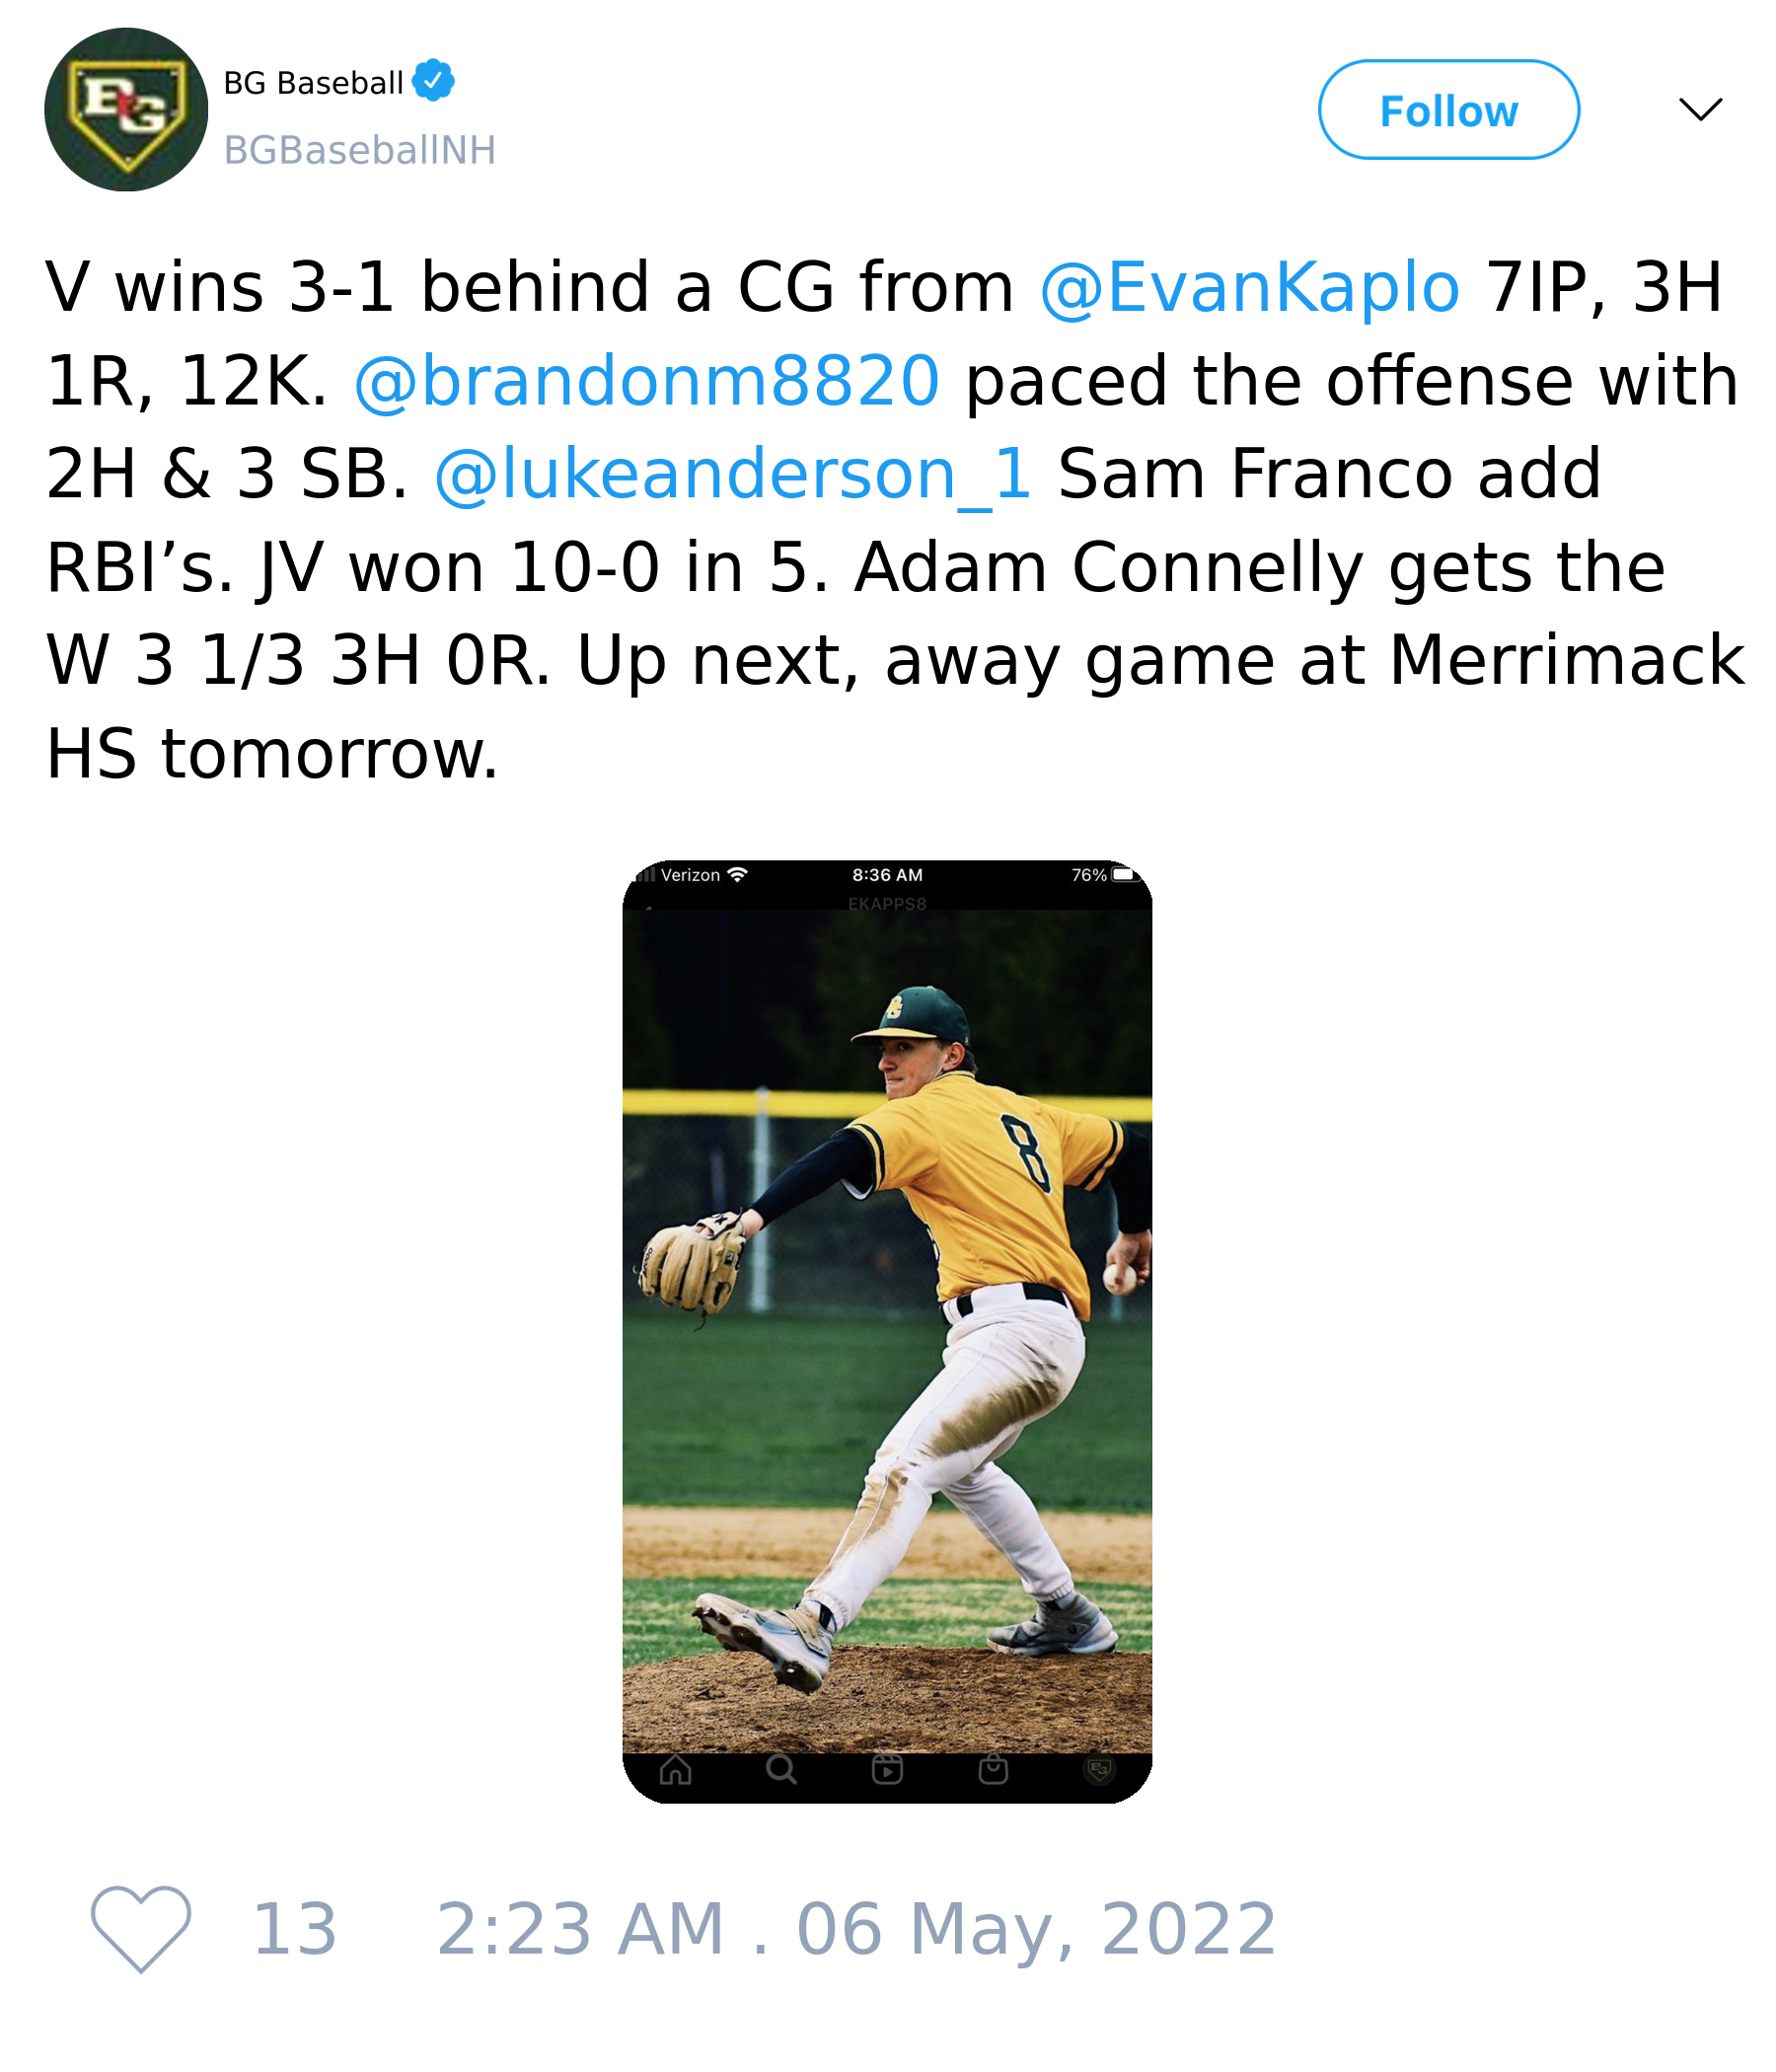 BG
BG Baseball
BGBaseballNH
Follow
V wins 3-1 behind a CG from @EvanKaplo 7IP, 3H
1R, 12K. @brandonm8820 paced the offense with
2H & 3 SB. @lukeanderson_1 Sam Franco add
RBI’s. JV won 10-0 in 5. Adam Connelly gets the
W 3 1/3 3H 0R. Up next, away game at Merrimack
HS tomorrow.
Verizon 8:36 AM 76%
EKAPPS8
8
BG
13 2:23 AM . 06 May, 2022